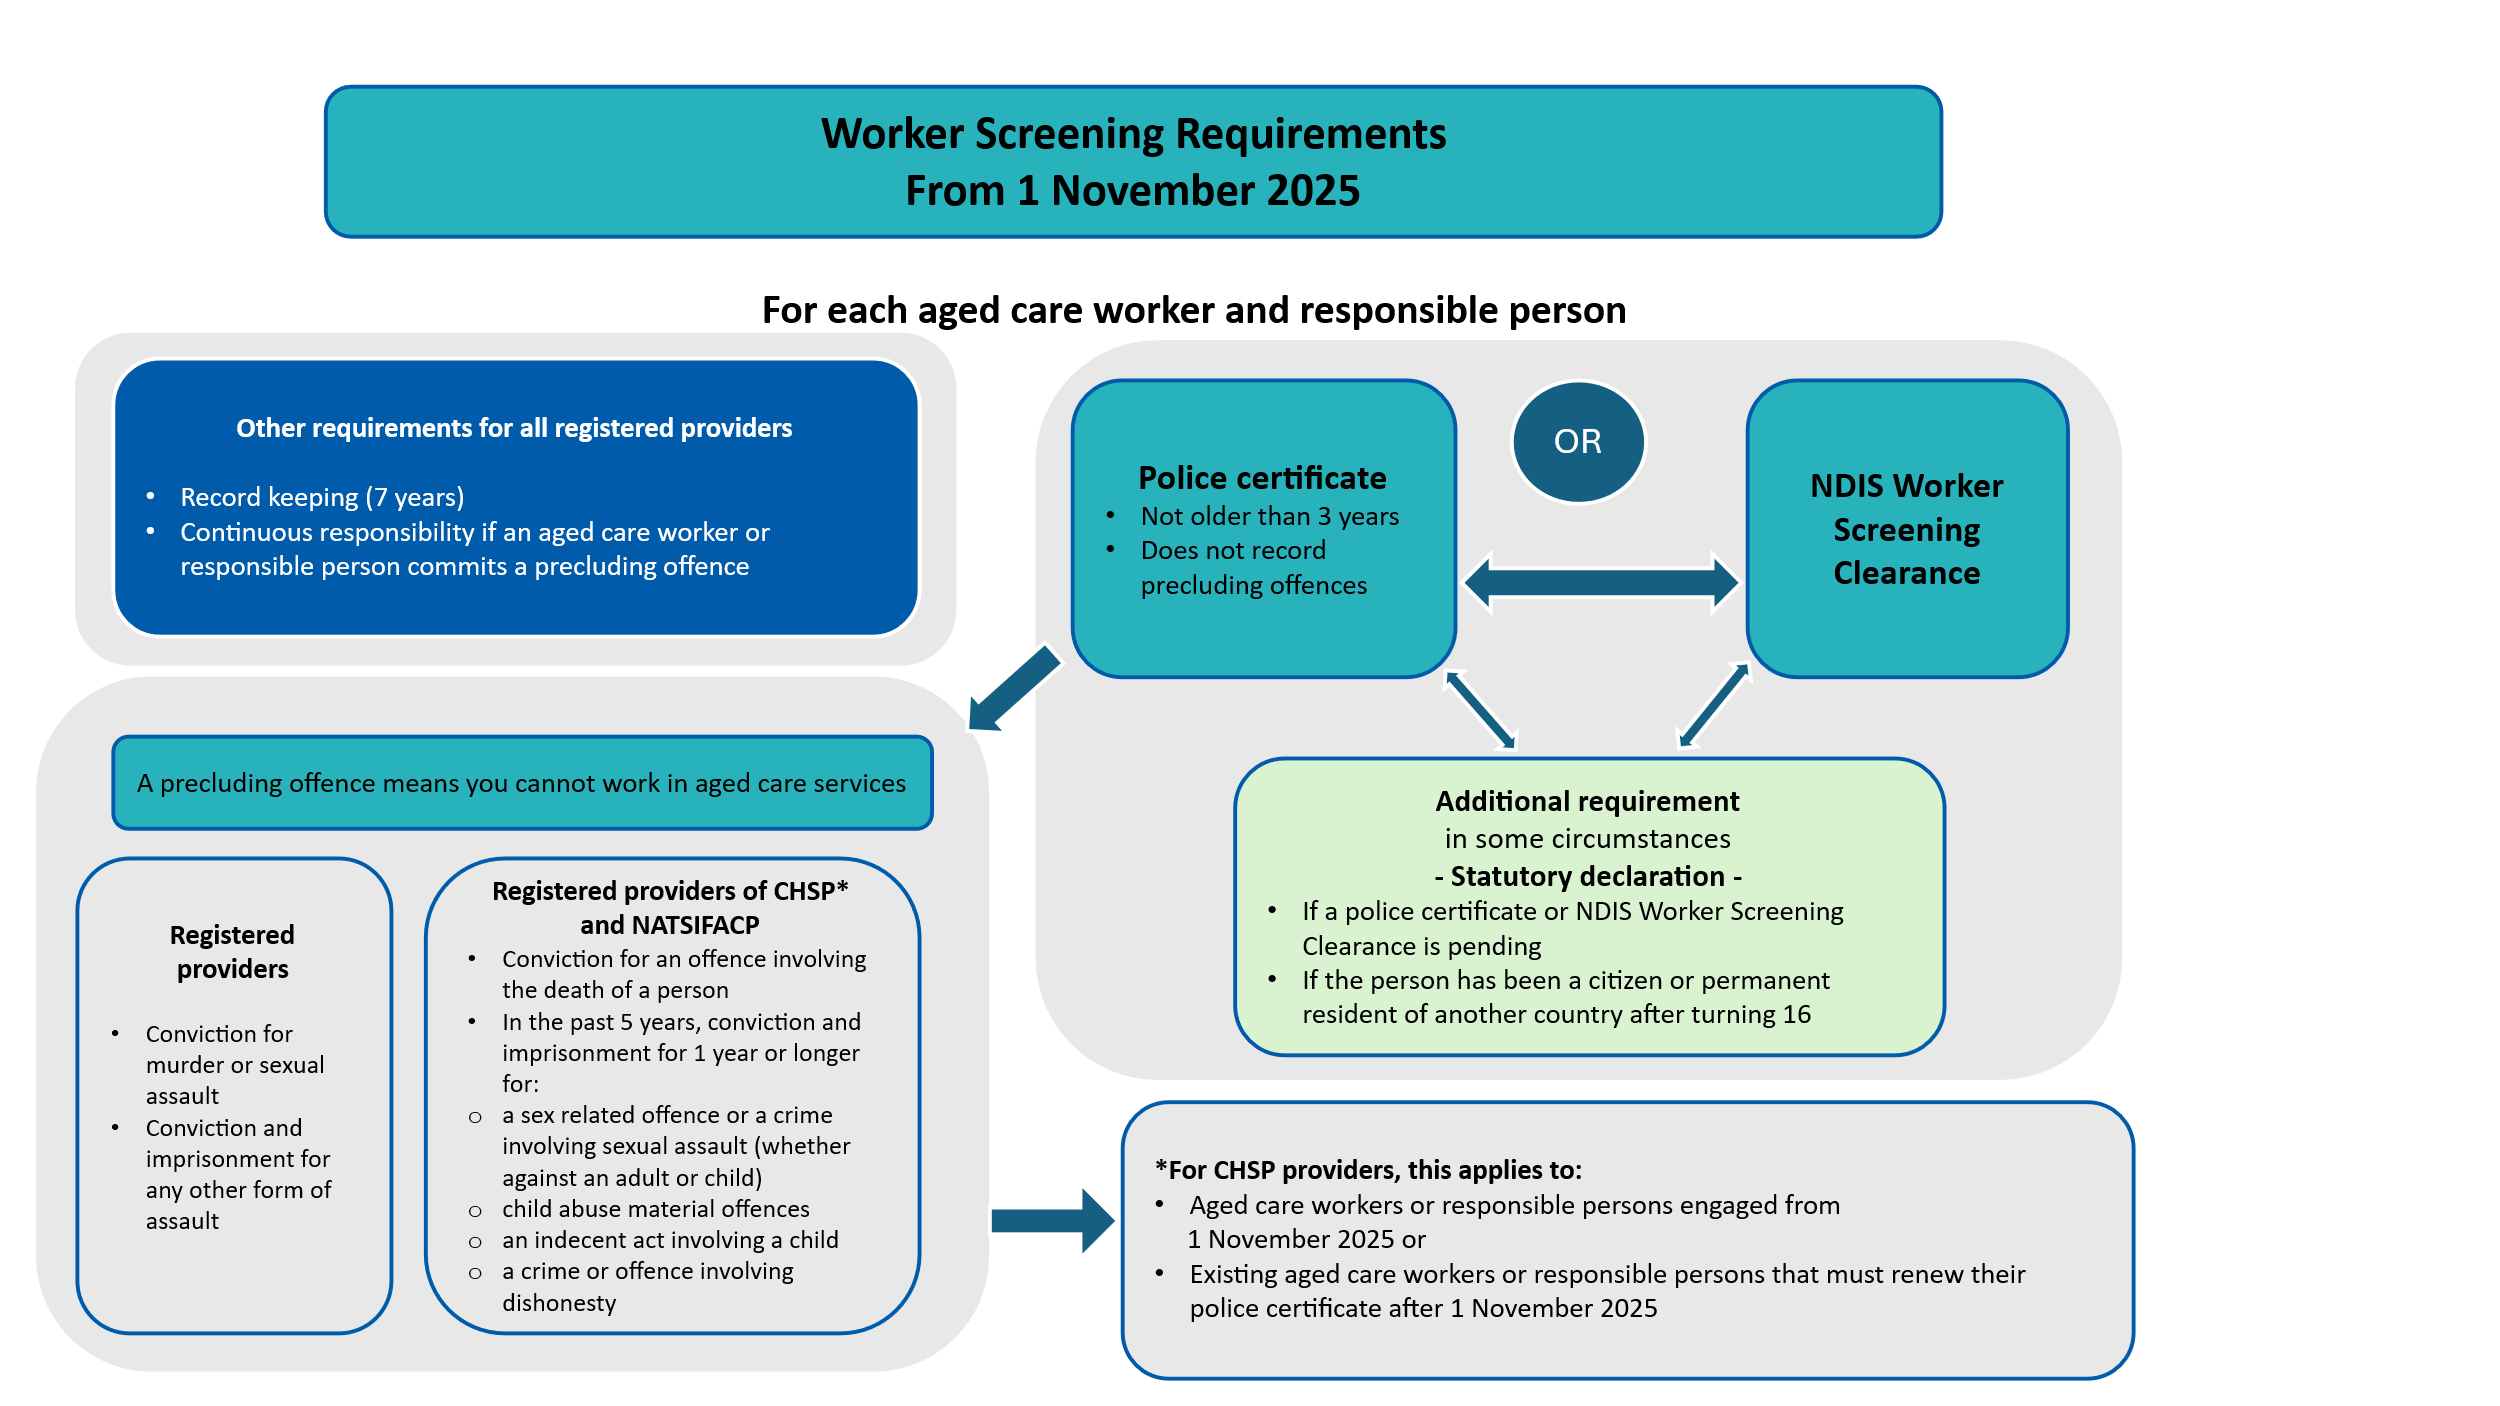 Worker Screening Requirements
From 1 November 2025
For each aged care worker and responsible person
Other requirements for all registered providers
• Record keeping (7 years)
• Continuous responsibility if an aged care worker or
responsible person commits a precluding offence
Police certificate
• Not older than 3 years
• Does not record
precluding offences
OR
NDIS Worker
Screening
Clearance
A precluding offence means you cannot work in aged care services
Registered
providers
• Conviction for
murder or sexual
assault
• Conviction and
imprisonment for
any other form of
assault
Registered providers of CHSP*
and NATSIFACP
• Conviction for an offence involving
the death of a person
• In the past 5 years, conviction and
imprisonment for 1 year or longer
for:
o a sex related offence or a crime
involving sexual assault (whether
against an adult or child)
o child abuse material offences
o an indecent act involving a child
o a crime or offence involving
dishonesty
Additional requirement
in some circumstances
- Statutory declaration -
• If a police certificate or NDIS Worker Screening
Clearance is pending
• If the person has been a citizen or permanent
resident of another country after turning 16
*For CHSP providers, this applies to:
• Aged care workers or responsible persons engaged from
1 November 2025 or
• Existing aged care workers or responsible persons that must renew their
police certificate after 1 November 2025